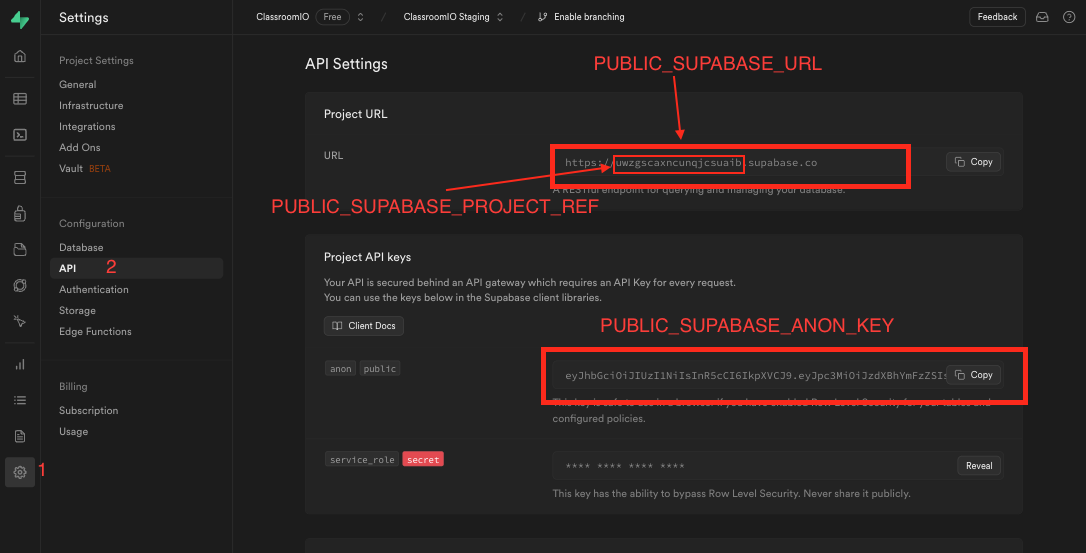 Settings
ClassroomIO Free / ClassroomIO Staging / Enable branching
Feedback
Project Settings
General
Infrastructure
Integrations
Add Ons
Vault BETA
Configuration
Database
API 2
Authentication
Storage
Edge Functions
Billing
Subscription
Usage
1
API Settings
PUBLIC_SUPABASE_URL
Project URL
URL
https://uwzgscaxncunqjcsuaib.supabase.co
Copy
A RESTful endpoint for querying and managing your database.
PUBLIC_SUPABASE_PROJECT_REF
Project API keys
Your API is secured behind an API gateway which requires an API Key for every request.
You can use the keys below in the Supabase client libraries.
Client Docs
PUBLIC_SUPABASE_ANON_KEY
anon public
eyJhbGciOiJIUzI1NiIsInR5cCI6IkpXVCJ9.eyJpc3MiOiJzdXBhYmFzZSIs
Copy
This key is safe to use in a browser if you have enabled Row Level Security for your tables and
configured policies.
service_role secret
**** **** **** ****
Reveal
This key has the ability to bypass Row Level Security. Never share it publicly.